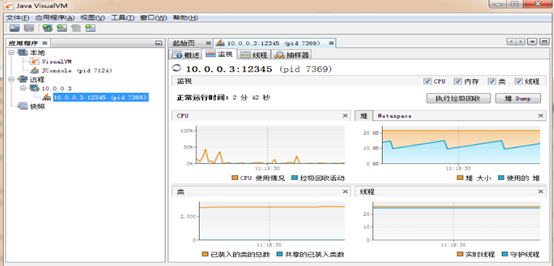 Java VisualVM
文件(F) 应用程序(A) 视图(V) 工具(T) 窗口(W) 帮助(H)
应用程序
本地
VisualVM
JConsole (pid 7124)
远程
10.0.0.3
10.0.0.3:12345 (pid 7369)
快照
起始页 10.0.0.3:12345 (pid 7369)
概述 监视 线程 抽样器
10.0.0.3:12345 (pid 7369)
监视 CPU 内存 类 线程
正常运行时间: 2 分 42 秒 执行垃圾回收 堆 Dump
CPU
100%
50%
0%
11:18:30
CPU 使用情况 垃圾回收活动
堆 Metaspace
20 MB
10 MB
0 MB
11:18:30
堆 大小 使用的 堆
类
2,000
0
11:18:30
已装入的类的总数 共享的已装入类数
线程
20
10
0
11:18:30
实时线程 守护线程